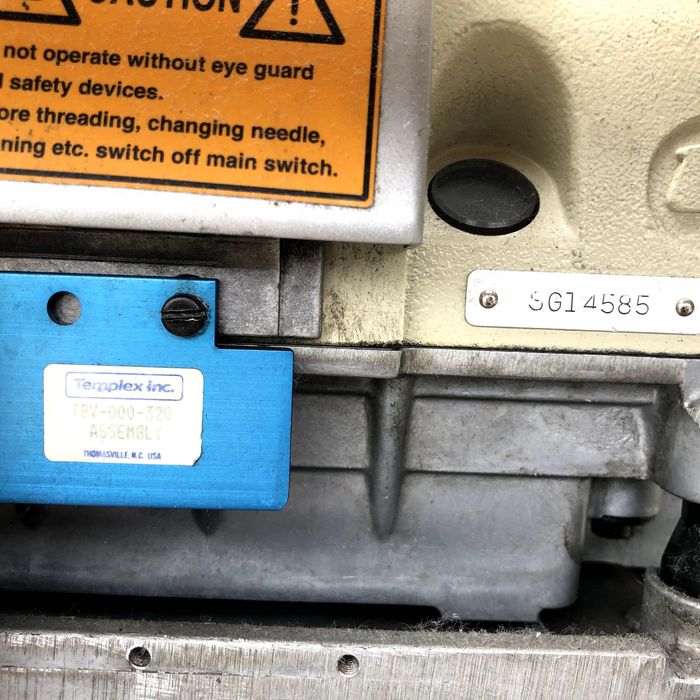 CAUTION
not operate without eye guard
safety devices.
ore threading, changing needle,
ning etc. switch off main switch.
SG14585
Templex Inc.
TBV-000-320
ASSEMBLY
THOMASVILLE, N.C. USA